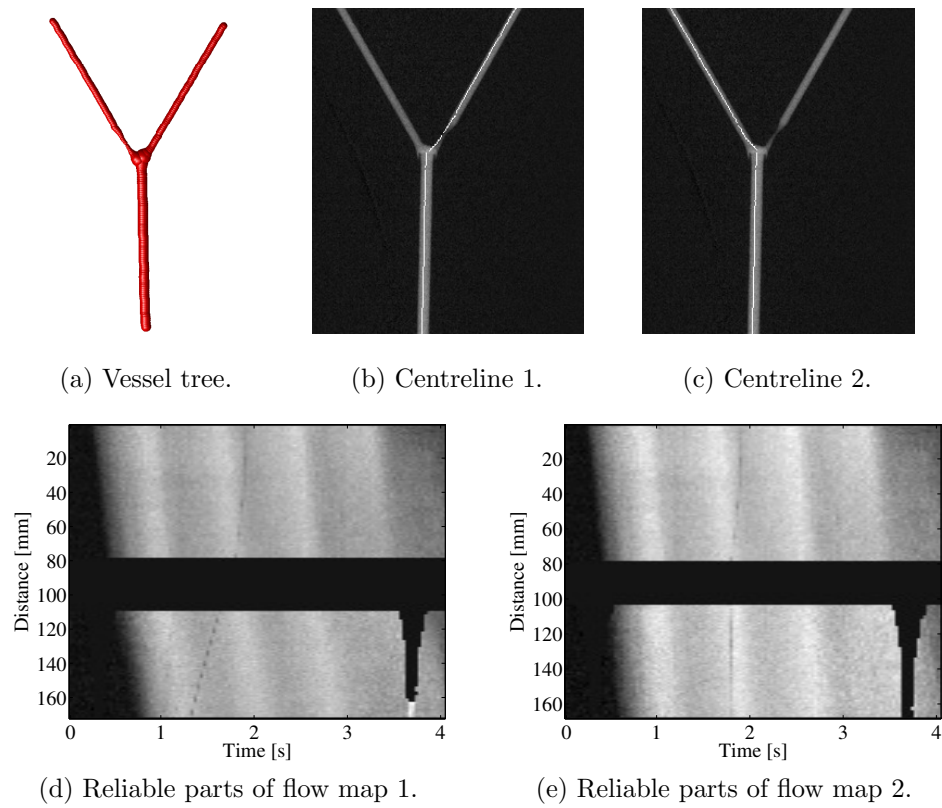 (a) Vessel tree.
(b) Centreline 1.
(c) Centreline 2.
20
40
60
80
100
120
140
160
Distance [mm]
0 1 2 3 4
Time [s]
20
40
60
80
100
120
140
160
Distance [mm]
0 1 2 3 4
Time [s]
(d) Reliable parts of flow map 1.
(e) Reliable parts of flow map 2.